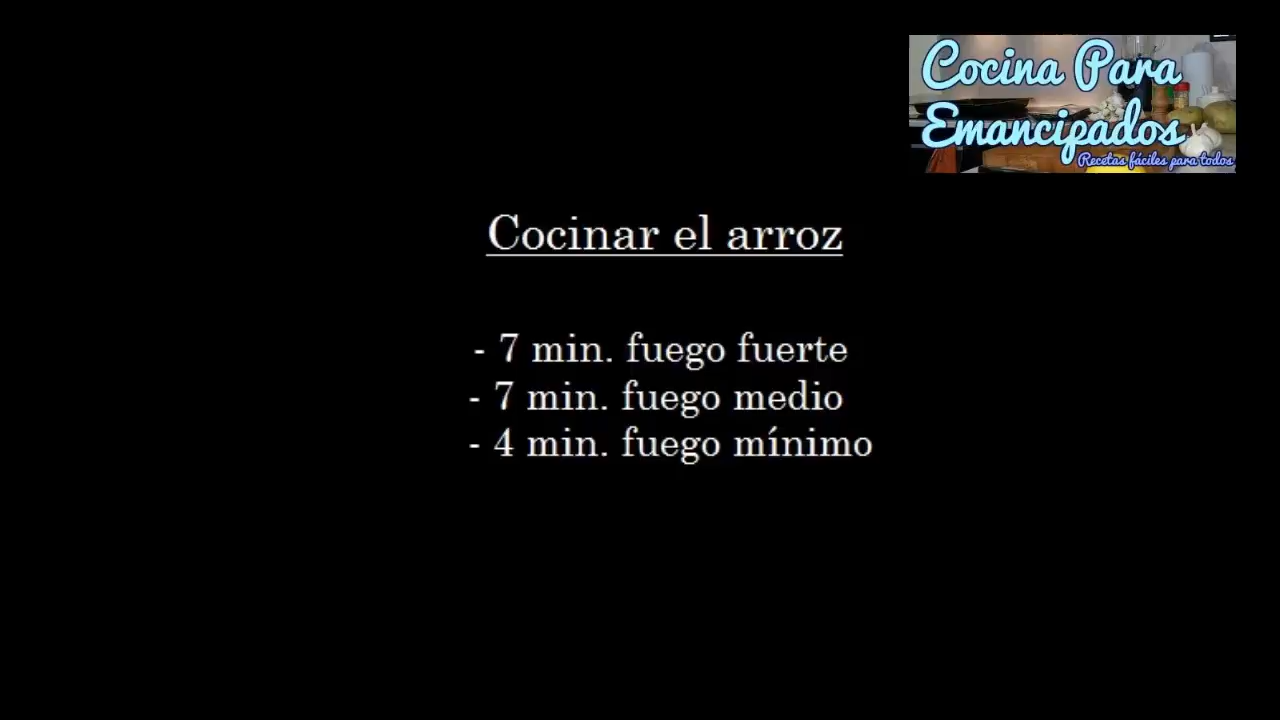 Cocina Para
Emancipados
Recetas fáciles para todos
Cocinar el arroz
- 7 min. fuego fuerte
- 7 min. fuego medio
- 4 min. fuego mínimo